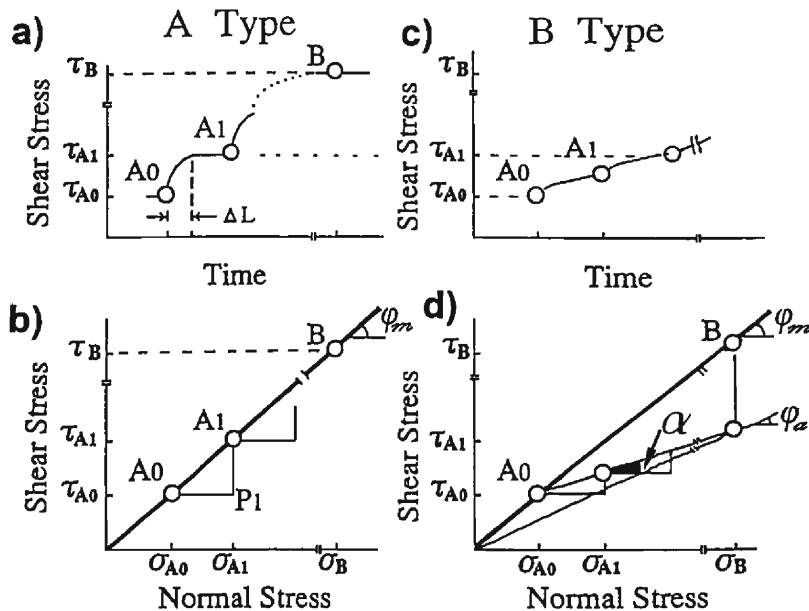 a) A Type
Shear Stress
τB
τA1
τA0
B
A1
A0
ΔL
Time
c) B Type
Shear Stress
τB
τA1
τA0
A1
A0
Time
b)
Shear Stress
τB
τA1
τA0
B
φm
A1
A0
P1
σA0 σA1 σB
Normal Stress
d)
Shear Stress
τB
τA1
τA0
B
φm
α
φa
A0
σA0 σA1 σB
Normal Stress